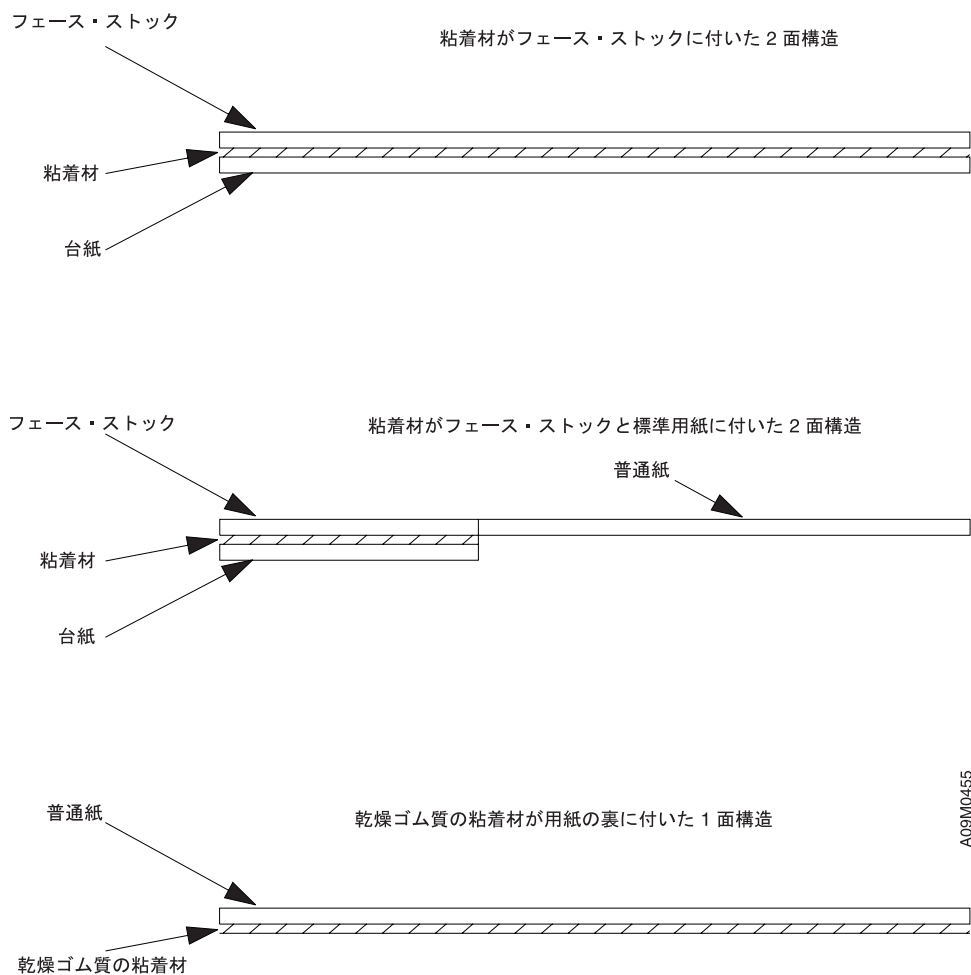 フェース・ストック
粘着材がフェース・ストックに付いた 2 面構造
粘着材
台紙
フェース・ストック
粘着材がフェース・ストックと標準用紙に付いた 2 面構造
普通紙
粘着材
台紙
普通紙
乾燥ゴム質の粘着材が用紙の裏に付いた 1 面構造
A09M0455
乾燥ゴム質の粘着材